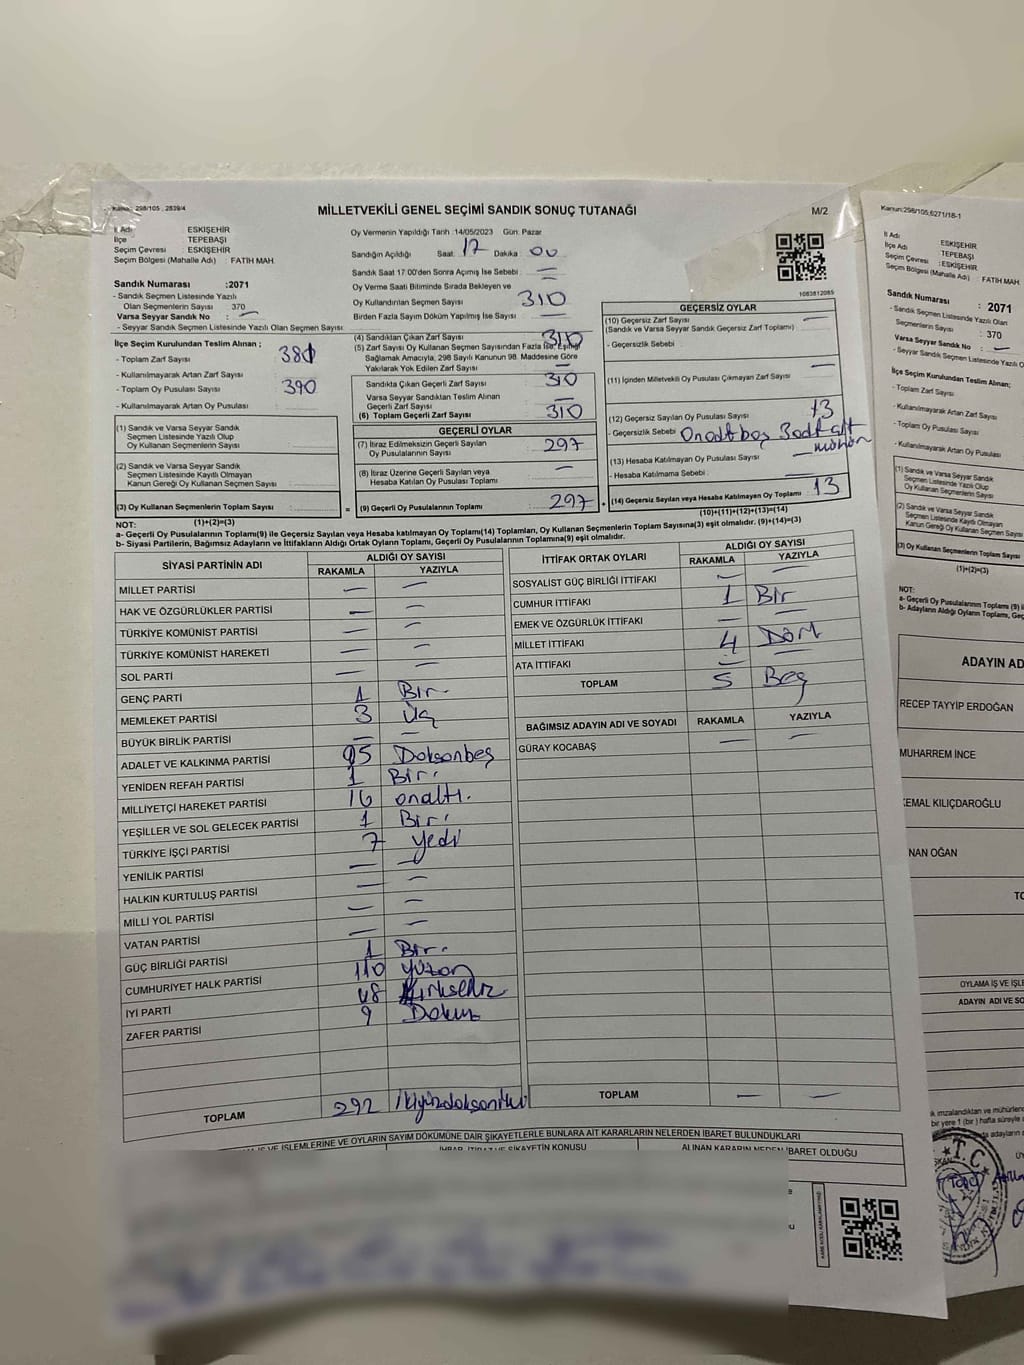 Kanun: 298/105, 2839/4
MİLLETVEKİLİ GENEL SEÇİMİ SANDIK SONUÇ TUTANAĞI
M/2
İl Adı : ESKİŞEHİR
İlçe : TEPEBAŞI
Seçim Çevresi : ESKİŞEHİR
Seçim Bölgesi (Mahalle Adı) : FATIH MAH.
Sandık Numarası :2071
- Sandık Seçmen Listesinde Yazılı
Olan Seçmenlerin Sayısı : 370
Varsa Seyyar Sandık No : —
- Seyyar Sandık Seçmen Listesinde Yazılı Olan Seçmen Sayısı :
İlçe Seçim Kurulundan Teslim Alınan ;
- Toplam Zarf Sayısı : 380
- Kullanılmayarak Artan Zarf Sayısı :
- Toplam Oy Pusulası Sayısı : 390
- Kullanılmayarak Artan Oy Pusulası :
(1) Sandık ve Varsa Seyyar Sandık
Seçmen Listesinde Yazılı Olup
Oy Kullanan Seçmenlerin Sayısı :
(2) Sandık ve Varsa Seyyar Sandık
Seçmen Listesinde Kayıtlı Olmayan
Kanun Gereği Oy Kullanan Seçmen Sayısı :
(3) Oy Kullanan Seçmenlerin Toplam Sayısı :
(1)+(2)=(3)
Oy Vermenin Yapıldığı Tarih :14/05/2023 Gün: Pazar
Sandığın Açıldığı Saat: 17 Dakika: 00
Sandık Saat 17:00'den Sonra Açılmış İse Sebebi : —
Oy Verme Saati Bitiminde Sırada Bekleyen ve
Oy Kullandırılan Seçmen Sayısı : 310
Birden Fazla Sayım Döküm Yapılmış İse Sayısı : —
(4) Sandıktan Çıkan Zarf Sayısı : 310
(5) Zarf Sayısı Oy Kullanan Seçmen Sayısından Fazla İse, Eşitliği
Sağlamak Amacıyla, 298 Sayılı Kanunun 98. Maddesine Göre
Yakılarak Yok Edilen Zarf Sayısı : —
Sandıkta Çıkan Geçerli Zarf Sayısı : 310
Varsa Seyyar Sandıktan Teslim Alınan
Geçerli Zarf Sayısı : —
(6) Toplam Geçerli Zarf Sayısı : 310
GEÇERLİ OYLAR
(7) İtiraz Edilmeksizin Geçerli Sayılan
Oy Pusulalarının Sayısı : 297
(8) İtiraz Üzerine Geçerli Sayılan veya
Hesaba Katılan Oy Pusulası Toplamı : —
= (9) Geçerli Oy Pusulalarının Toplamı : 297 +
1083812085
GEÇERSİZ OYLAR
(10) Geçersiz Zarf Sayısı : —
(Sandık ve Varsa Seyyar Sandık Geçersiz Zarf Toplamı)
- Geçersizlik Sebebi :
(11) İçinden Milletvekili Oy Pusulası Çıkmayan Zarf Sayısı : —
(12) Geçersiz Sayılan Oy Pusulası Sayısı : 13
- Geçersizlik Sebebi :
(13) Hesaba Katılmayan Oy Pusulası Sayısı : —
- Hesaba Katılmama Sebebi :
(14) Geçersiz Sayılan veya Hesaba Katılmayan Oy Pusulası Toplamı : 13
(10)+(11)+(12)+(13)=(14)
NOT:
a- Geçerli Oy Pusulalarının Toplamı(9) ile Geçersiz Sayılan veya Hesaba katılmayan Oy Toplamı(14) Toplamları, Oy Kullanan Seçmenlerin Toplam Sayısına(3) eşit olmalıdır. (9)+(14)=(3)
b- Siyasi Partilerin, Bağımsız Adayların ve İttifakların Aldığı Ortak Oyların Toplamı, Geçerli Oy Pusulalarının Toplamına(9) eşit olmalıdır.
SİYASİ PARTİNİN ADI ALDIĞI OY SAYISI
RAKAMLA YAZIYLA
MİLLET PARTİSİ — —
HAK VE ÖZGÜRLÜKLER PARTİSİ — —
TÜRKİYE KOMÜNİST PARTİSİ — —
TÜRKİYE KOMÜNİST HAREKETİ — —
SOL PARTİ — —
GENÇ PARTİ 1 Bir.
MEMLEKET PARTİSİ 3 Üç
BÜYÜK BİRLİK PARTİSİ — —
ADALET VE KALKINMA PARTİSİ 95 Doksanbeş
YENİDEN REFAH PARTİSİ 1 Bir.
MİLLİYETÇİ HAREKET PARTİSİ 16 onaltı.
YEŞİLLER VE SOL GELECEK PARTİSİ 1 Bir.
TÜRKİYE İŞÇİ PARTİSİ 7 Yedi
YENİLİK PARTİSİ — —
HALKIN KURTULUŞ PARTİSİ — —
MİLLİ YOL PARTİSİ — —
VATAN PARTİSİ — —
GÜÇ BİRLİĞİ PARTİSİ 1 Bir.
CUMHURİYET HALK PARTİSİ 110 yüzon
İYİ PARTİ 48 Kırksekiz
ZAFER PARTİSİ 9 Dokuz
TOPLAM 292 ikiyüzdoksaniki
İTTİFAK ORTAK OYLARI ALDIĞI OY SAYISI
RAKAMLA YAZIYLA
SOSYALIST GÜÇ BİRLİĞİ İTTİFAKI — —
CUMHUR İTTİFAKI 1 Bir
EMEK VE ÖZGÜRLÜK İTTİFAKI — —
MİLLET İTTİFAKI 4 Dört
ATA İTTİFAKI — —
TOPLAM 5 Beş
BAĞIMSIZ ADAYIN ADI VE SOYADI RAKAMLA YAZIYLA
GÜRAY KOCABAŞ — —
TOPLAM — —
İŞLEMLERİNE VE OYLARIN SAYIM DÖKÜMÜNE DAİR ŞİKAYETLERLE BUNLARA AİT KARARLARIN NELERDEN İBARET BULUNDUKLARI
İHBAR, İTİRAZ VE ŞİKAYETİN KONUSU
ALINAN KARARIN NEDEN İBARET OLDUĞU
Kanun:298/105,6271/18-1
İl Adı : ESKİŞEHİR
İlçe : TEPEBAŞI
Seçim Çevresi : ESKİŞEHİR
Seçim Bölgesi (Mahalle Adı) : FATIH MAH
Sandık Numarası : 2071
- Sandık Seçmen Listesinde Yazılı O
Seçmenlerin Sayısı : 370
Varsa Seyyar Sandık No : —
- Seyyar Sandık Seçmen Listesinde Yazılı O
İlçe Seçim Kurulundan Teslim Alınan;
- Toplam Zarf Sayısı
- Kullanılmayarak Artan Zarf Sayısı
- Toplam Oy Pusulası Sayısı
- Kullanılmayarak Artan Oy Pusulası
(1) Sandık ve Varsa Seyyar Sandık
Seçmen Listesinde Yazılı Olup
Oy Kullanan Seçmenlerin Sayısı
(2) Sandık ve Varsa Seyyar Sandık
Seçmen Listesinde Kayıtlı Olmayan
Kanun Gereği Oy Kullanan Seçmen Sayısı
(3) Oy Kullanan Seçmenlerin Toplam Sayısı
(1)+(2)=(3)
NOT:
a- Geçerli Oy Pusulalarının Toplamı (9) i
b- Adayların Aldığı Oyların Toplamı, Geç
ADAYIN AD
RECEP TAYYİP ERDOĞAN
MUHARREM İNCE
KEMAL KILIÇDAROĞLU
NAN OĞAN
OYLAMA İŞ VE İŞLE
ADAYIN ADI VE SO
T.C.